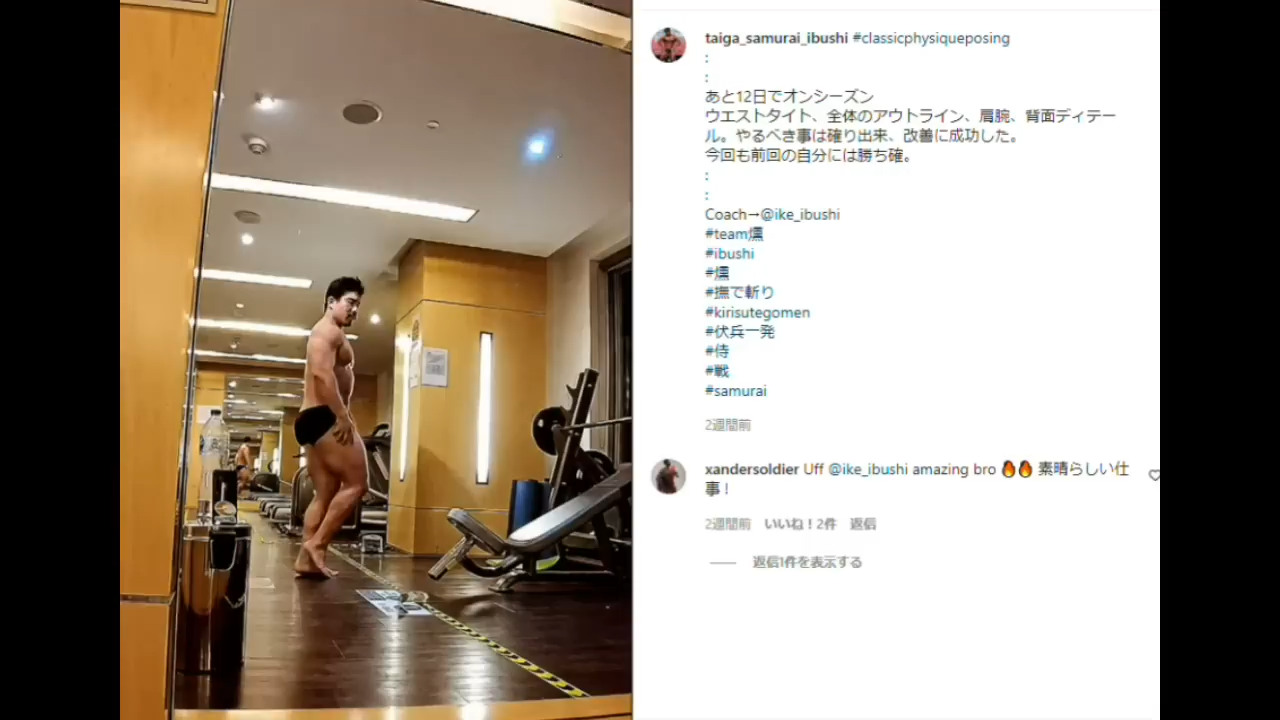 taiga_samurai_ibushi #classicphysiqueposing
:
:
あと12日でオンシーズン
ウエストタイト、全体のアウトライン、肩腕、背面ディテー
ル。やるべき事は確り出来、改善に成功した。
今回も前回の自分には勝ち確。
:
:
Coach→@ike_ibushi
#team燻
#ibushi
#燻
#撫で斬り
#kirisutegomen
#伏兵一発
#侍
#戦
#samurai
2週間前
xandersoldier Uff @ike_ibushi amazing bro 🔥🔥 素晴らしい仕
事！
2週間前 いいね！2件 返信
返信1件を表示する